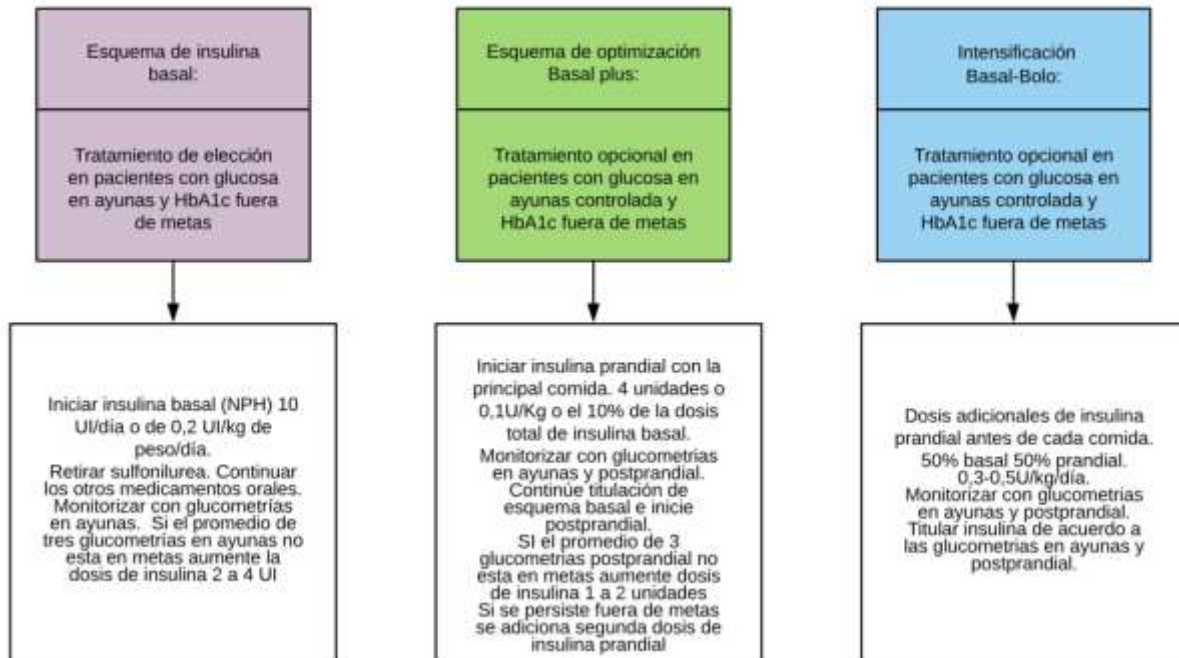 Esquema de insulina
basal:
Tratamiento de elección
en pacientes con glucosa
en ayunas y HbA1c fuera
de metas
Iniciar insulina basal (NPH) 10
UI/día o de 0,2 UI/kg de
peso/día.
Retirar sulfonilurea. Continuar
los otros medicamentos orales.
Monitorizar con glucometrías
en ayunas. Si el promedio de
tres glucometrías en ayunas no
esta en metas aumente la
dosis de insulina 2 a 4 UI
Esquema de optimización
Basal plus:
Tratamiento opcional en
pacientes con glucosa en
ayunas controlada y
HbA1c fuera de metas
Iniciar insulina prandial con la
principal comida. 4 unidades o
0,1U/Kg o el 10% de la dosis
total de insulina basal.
Monitorizar con glucometrias
en ayunas y postprandial.
Continúe titulación de
esquema basal e inicie
postprandial.
SI el promedio de 3
glucometrias postprandial no
esta en metas aumente dosis
de insulina 1 a 2 unidades
Si se persiste fuera de metas
se adiciona segunda dosis de
insulina prandial
Intensificación
Basal-Bolo:
Tratamiento opcional en
pacientes con glucosa en
ayunas controlada y
HbA1c fuera de metas
Dosis adicionales de insulina
prandial antes de cada comida.
50% basal 50% prandial.
0,3-0,5U/kg/día.
Monitorizar con glucometrias
en ayunas y postprandial.
Titular insulina de acuerdo a
las glucometrias en ayunas y
postprandial.